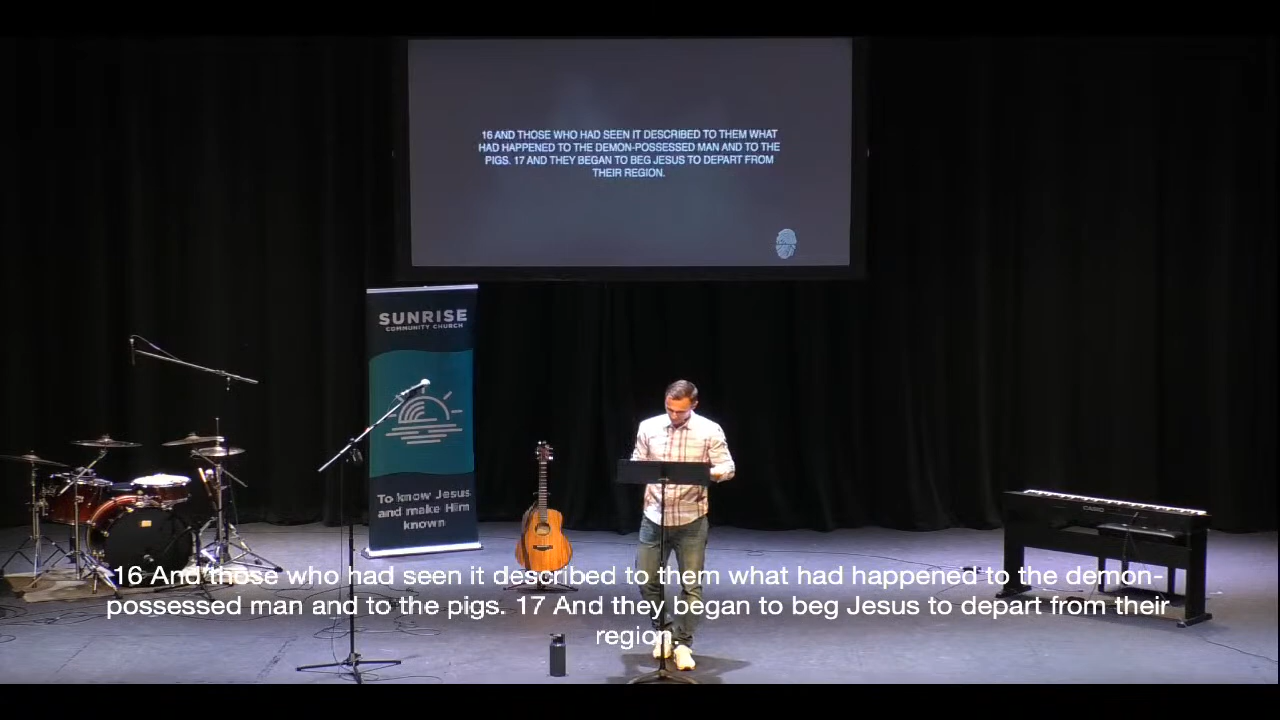 16 AND THOSE WHO HAD SEEN IT DESCRIBED TO THEM WHAT
HAD HAPPENED TO THE DEMON-POSSESSED MAN AND TO THE
PIGS. 17 AND THEY BEGAN TO BEG JESUS TO DEPART FROM
THEIR REGION.
SUNRISE
COMMUNITY CHURCH
To know Jesus
and make Him
known
CASIO
16 And those who had seen it described to them what had happened to the demon-
possessed man and to the pigs. 17 And they began to beg Jesus to depart from their
region.